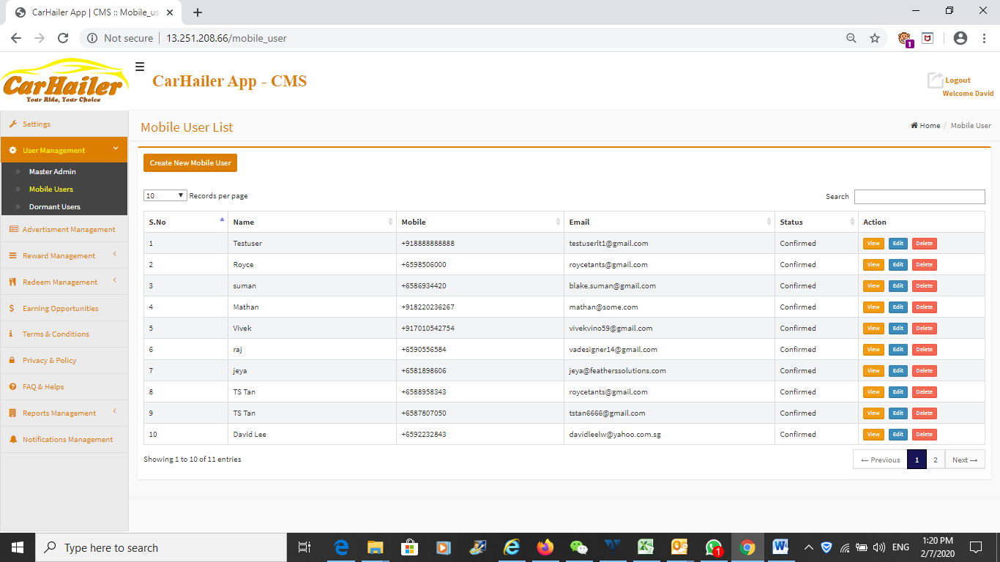 CarHailer App | CMS :: Mobile_us
Not secure
13.251.208.66/mobile_user
1
CarHailer
Your Ride, Your Choice
CarHailer App - CMS
Logout
Welcome David
Settings
User Management
Master Admin
Mobile Users
Dormant Users
Advertisment Management
Reward Management
Redeem Management
Earning Opportunities
Terms & Conditions
Privacy & Policy
FAQ & Helps
Reports Management
Notifications Management
Mobile User List
Home / Mobile User
Create New Mobile User
10 Records per page
Search
S.No Name Mobile Email Status Action
1 Testuser +918888888888 testuserlt1@gmail.com Confirmed View Edit Delete
2 Royce +6598506000 roycetants@gmail.com Confirmed View Edit Delete
3 suman +6586934420 blake.suman@gmail.com Confirmed View Edit Delete
4 Mathan +918220236267 mathan@some.com Confirmed View Edit Delete
5 Vivek +917010542754 vivekvino59@gmail.com Confirmed View Edit Delete
6 raj +6590556584 vadesigner14@gmail.com Confirmed View Edit Delete
7 jeya +6581898606 jeya@featherssolutions.com Confirmed View Edit Delete
8 TS Tan +6588958343 roycetants@gmail.com Confirmed View Edit Delete
9 TS Tan +6587807050 tstan6666@gmail.com Confirmed View Edit Delete
10 David Lee +6592232843 davidleelw@yahoo.com.sg Confirmed View Edit Delete
Showing 1 to 10 of 11 entries
← Previous 1 2 Next →
Type here to search
1
ENG
1:20 PM
2/7/2020